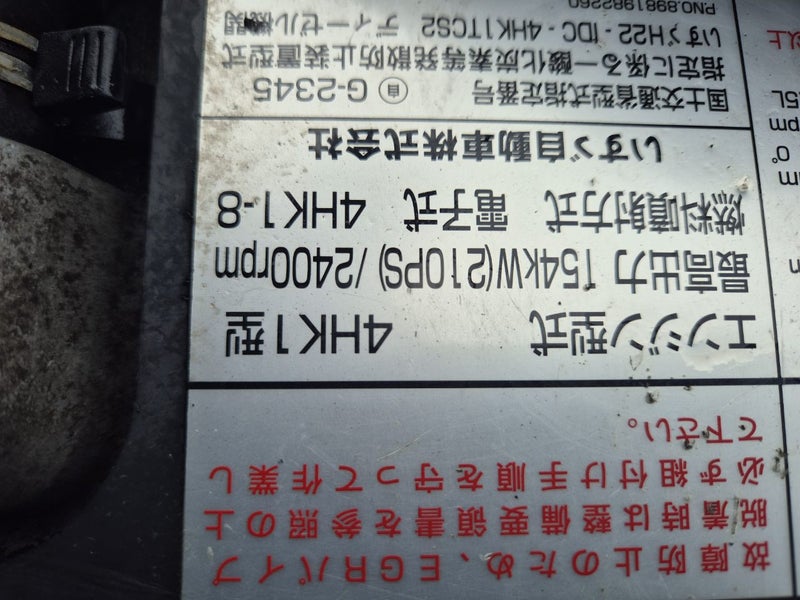 故障防止のため、EGRパイプ
脱着時は整備要領書を参照の上
必ず組付け手順を守って作業し
て下さい。
エンジン型式 4HK1型
最高出力 154kW(210PS)/2400rpm
燃料噴射方式 電子式 4HK1-8
いすゞ自動車株式会社
国土交通省型式指定番号 自 G-2345
指定に係る一酸化炭素等発散防止装置型式
いすゞH22-IDC-4HK1TCS2 ディーゼル機関
PNO.8981982260